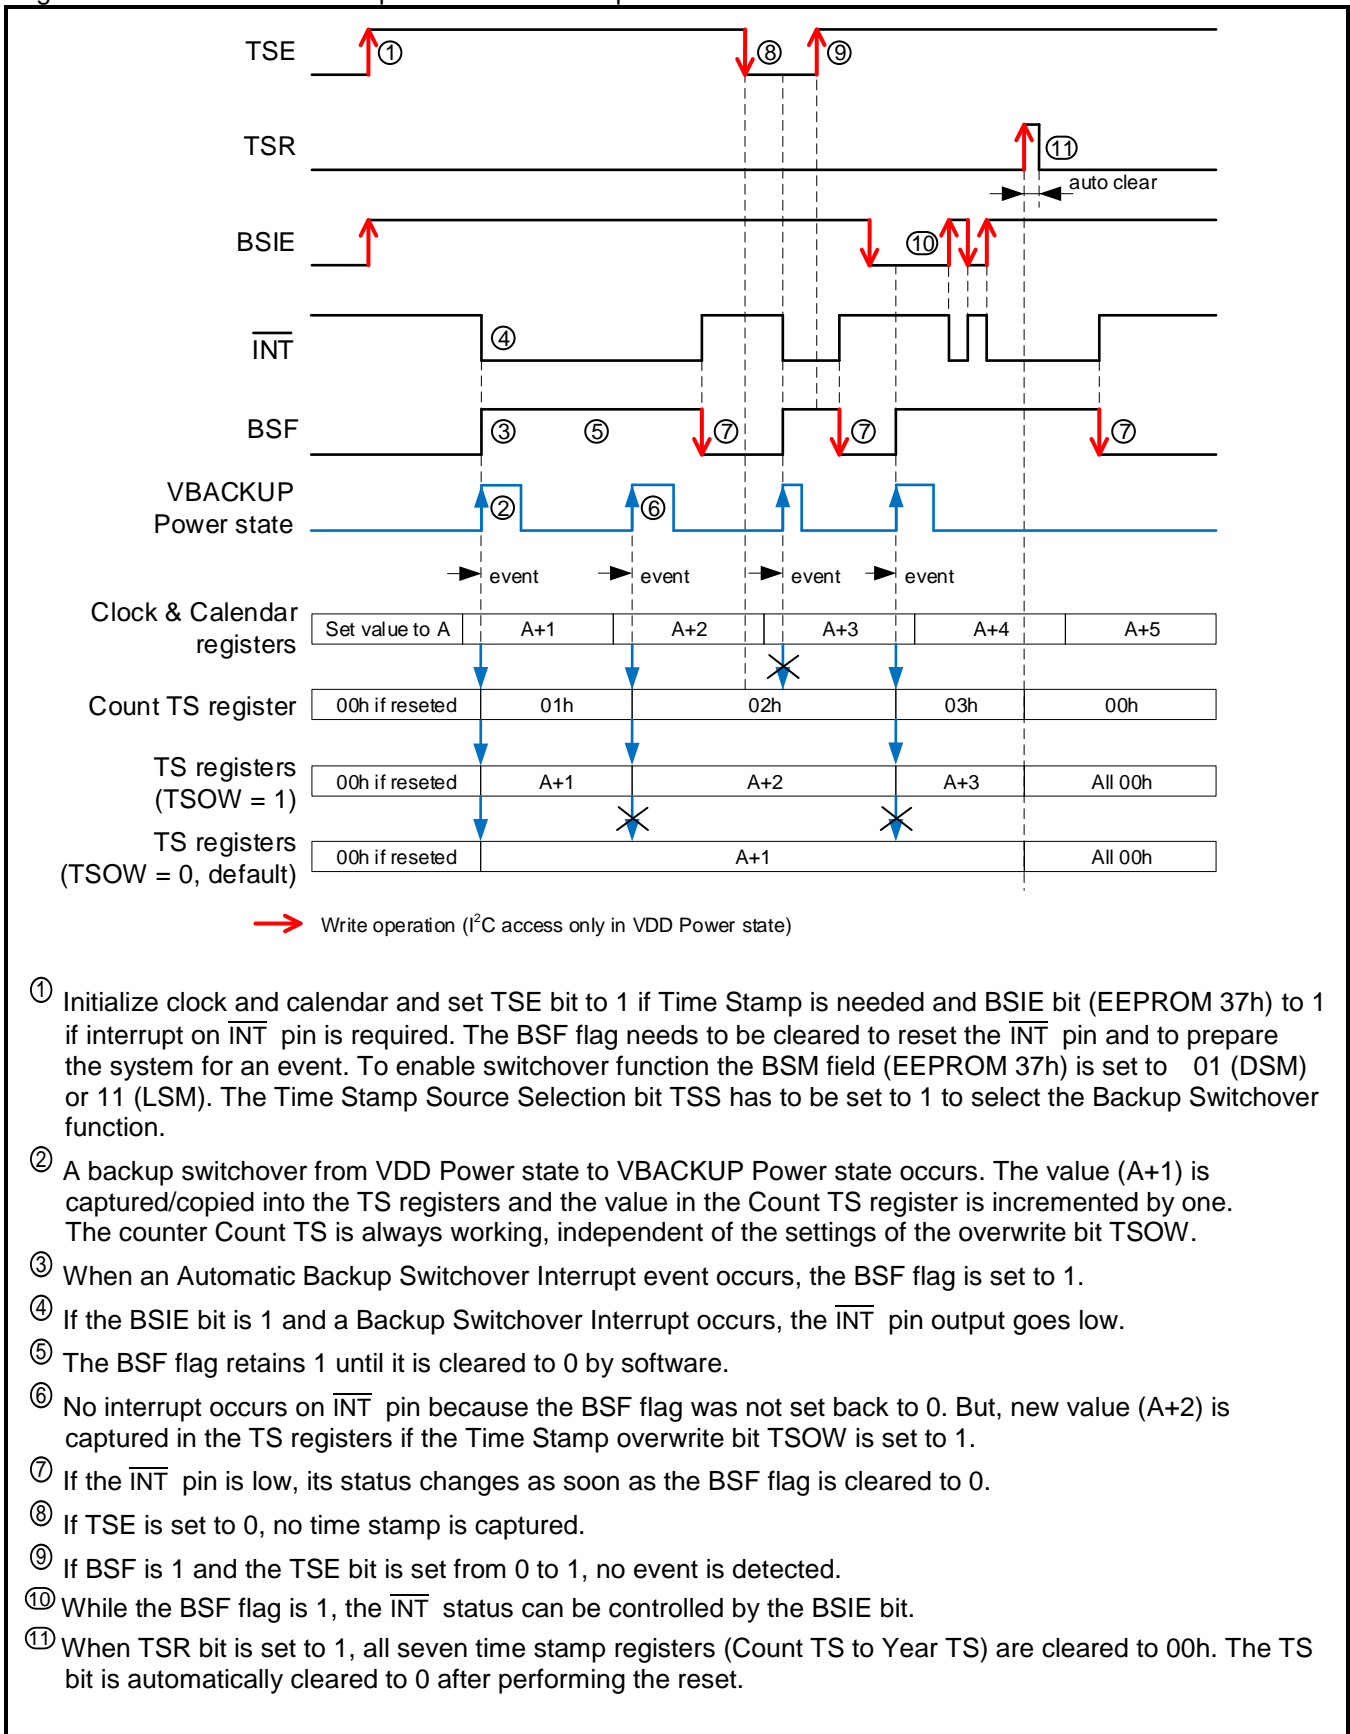 TSE
① ⑧ ⑨
TSR
⑪
auto clear
BSIE
⑩
INT
④
BSF
③ ⑤ ⑦ ⑦ ⑦
VBACKUP
Power state
② ⑥
event event event event
Clock & Calendar
registers
Set value to A A+1 A+2 A+3 A+4 A+5
Count TS register
00h if reseted 01h 02h 03h 00h
TS registers
(TSOW = 1)
00h if reseted A+1 A+2 A+3 All 00h
TS registers
(TSOW = 0, default)
00h if reseted A+1 All 00h
Write operation (I²C access only in VDD Power state)
① Initialize clock and calendar and set TSE bit to 1 if Time Stamp is needed and BSIE bit (EEPROM 37h) to 1
if interrupt on INT pin is required. The BSF flag needs to be cleared to reset the INT pin and to prepare
the system for an event. To enable switchover function the BSM field (EEPROM 37h) is set to 01 (DSM)
or 11 (LSM). The Time Stamp Source Selection bit TSS has to be set to 1 to select the Backup Switchover
function.
② A backup switchover from VDD Power state to VBACKUP Power state occurs. The value (A+1) is
captured/copied into the TS registers and the value in the Count TS register is incremented by one.
The counter Count TS is always working, independent of the settings of the overwrite bit TSOW.
③ When an Automatic Backup Switchover Interrupt event occurs, the BSF flag is set to 1.
④ If the BSIE bit is 1 and a Backup Switchover Interrupt occurs, the INT pin output goes low.
⑤ The BSF flag retains 1 until it is cleared to 0 by software.
⑥ No interrupt occurs on INT pin because the BSF flag was not set back to 0. But, new value (A+2) is
captured in the TS registers if the Time Stamp overwrite bit TSOW is set to 1.
⑦ If the INT pin is low, its status changes as soon as the BSF flag is cleared to 0.
⑧ If TSE is set to 0, no time stamp is captured.
⑨ If BSF is 1 and the TSE bit is set from 0 to 1, no event is detected.
⑩ While the BSF flag is 1, the INT status can be controlled by the BSIE bit.
⑪ When TSR bit is set to 1, all seven time stamp registers (Count TS to Year TS) are cleared to 00h. The TS
bit is automatically cleared to 0 after performing the reset.